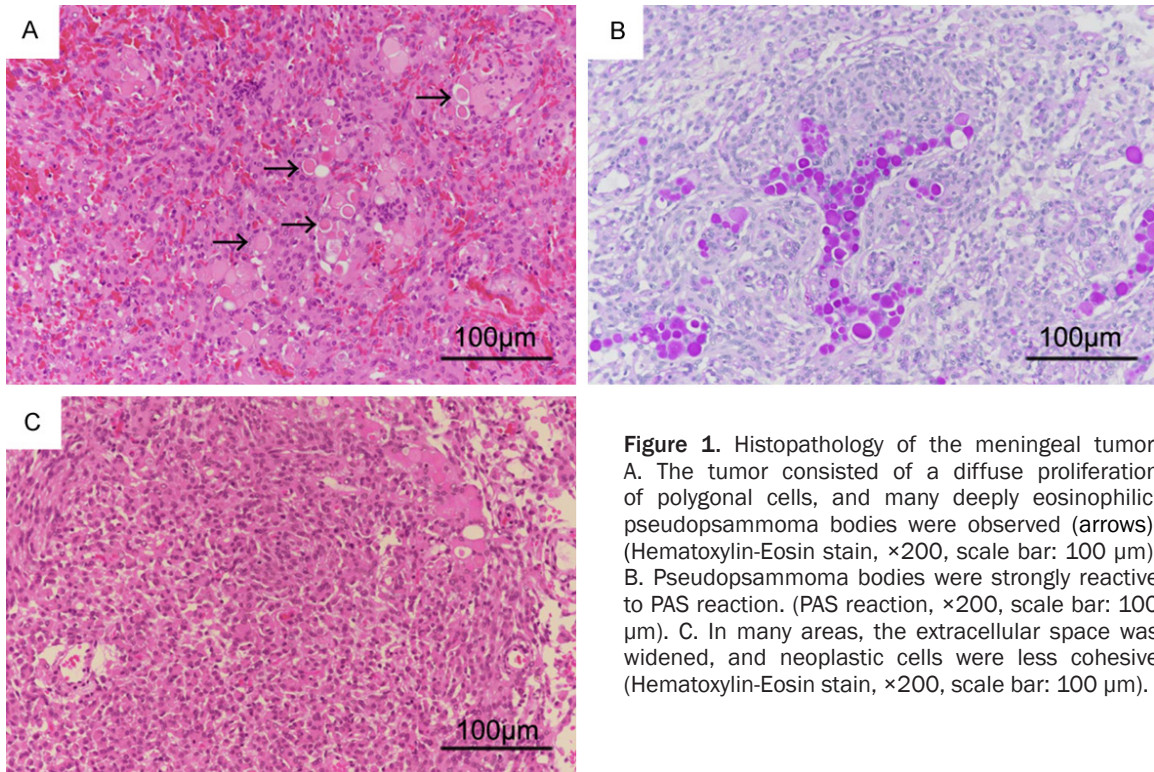 A
100µm
B
100µm
C
100µm
Figure 1. Histopathology of the meningeal tumor
A. The tumor consisted of a diffuse proliferation
of polygonal cells, and many deeply eosinophilic
pseudopsammoma bodies were observed (arrows)
(Hematoxylin-Eosin stain, ×200, scale bar: 100 µm)
B. Pseudopsammoma bodies were strongly reactive
to PAS reaction. (PAS reaction, ×200, scale bar: 100
µm). C. In many areas, the extracellular space was
widened, and neoplastic cells were less cohesive
(Hematoxylin-Eosin stain, ×200, scale bar: 100 µm).